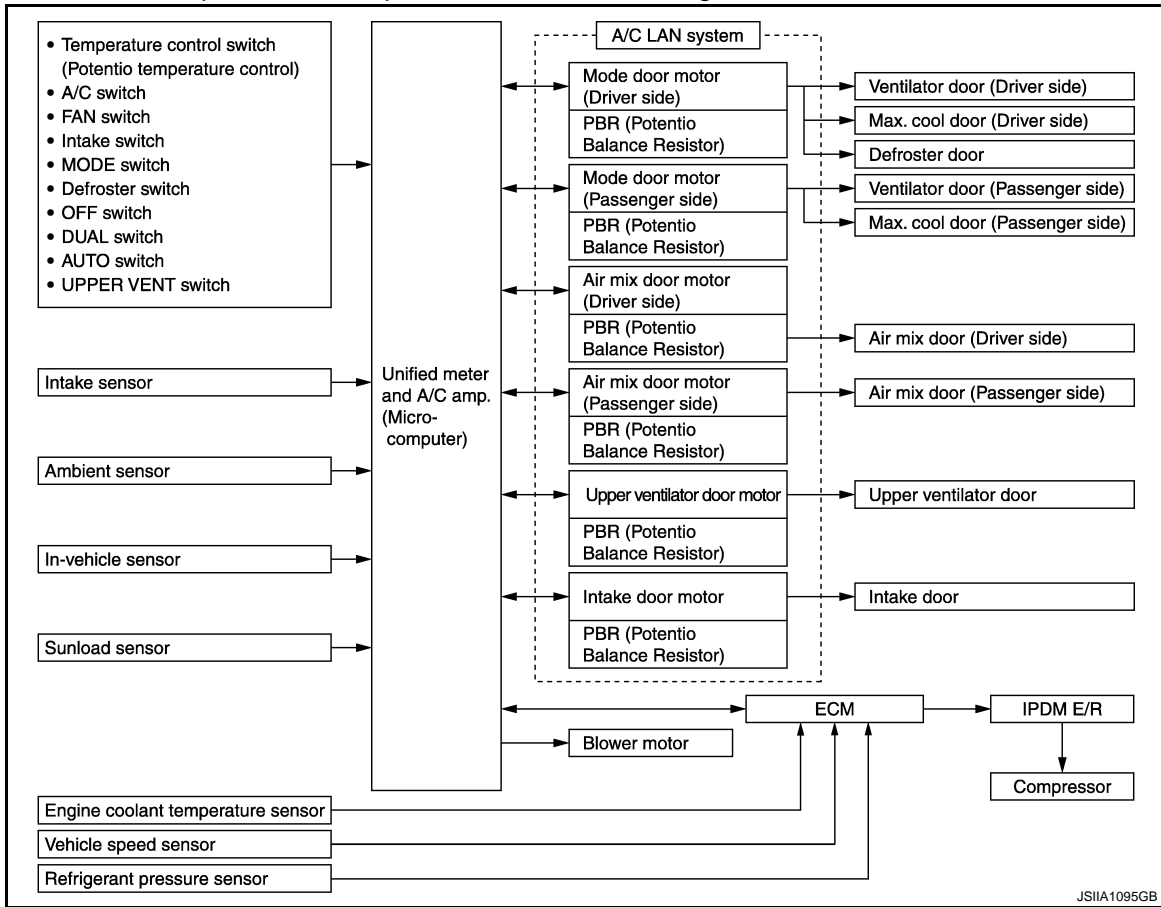 • Temperature control switch
(Potentio temperature control)
• A/C switch
• FAN switch
• Intake switch
• MODE switch
• Defroster switch
• OFF switch
• DUAL switch
• AUTO switch
• UPPER VENT switch
Intake sensor
Ambient sensor
In-vehicle sensor
Sunload sensor
Engine coolant temperature sensor
Vehicle speed sensor
Refrigerant pressure sensor
Unified meter
and A/C amp.
(Micro-
computer)
A/C LAN system
Mode door motor
(Driver side)
PBR (Potentio
Balance Resistor)
Mode door motor
(Passenger side)
PBR (Potentio
Balance Resistor)
Air mix door motor
(Driver side)
PBR (Potentio
Balance Resistor)
Air mix door motor
(Passenger side)
PBR (Potentio
Balance Resistor)
Upper ventilator door motor
PBR (Potentio
Balance Resistor)
Intake door motor
PBR (Potentio
Balance Resistor)
Ventilator door (Driver side)
Max. cool door (Driver side)
Defroster door
Ventilator door (Passenger side)
Max. cool door (Passenger side)
Air mix door (Driver side)
Air mix door (Passenger side)
Upper ventilator door
Intake door
ECM
IPDM E/R
Blower motor
Compressor
JSIIA1095GB